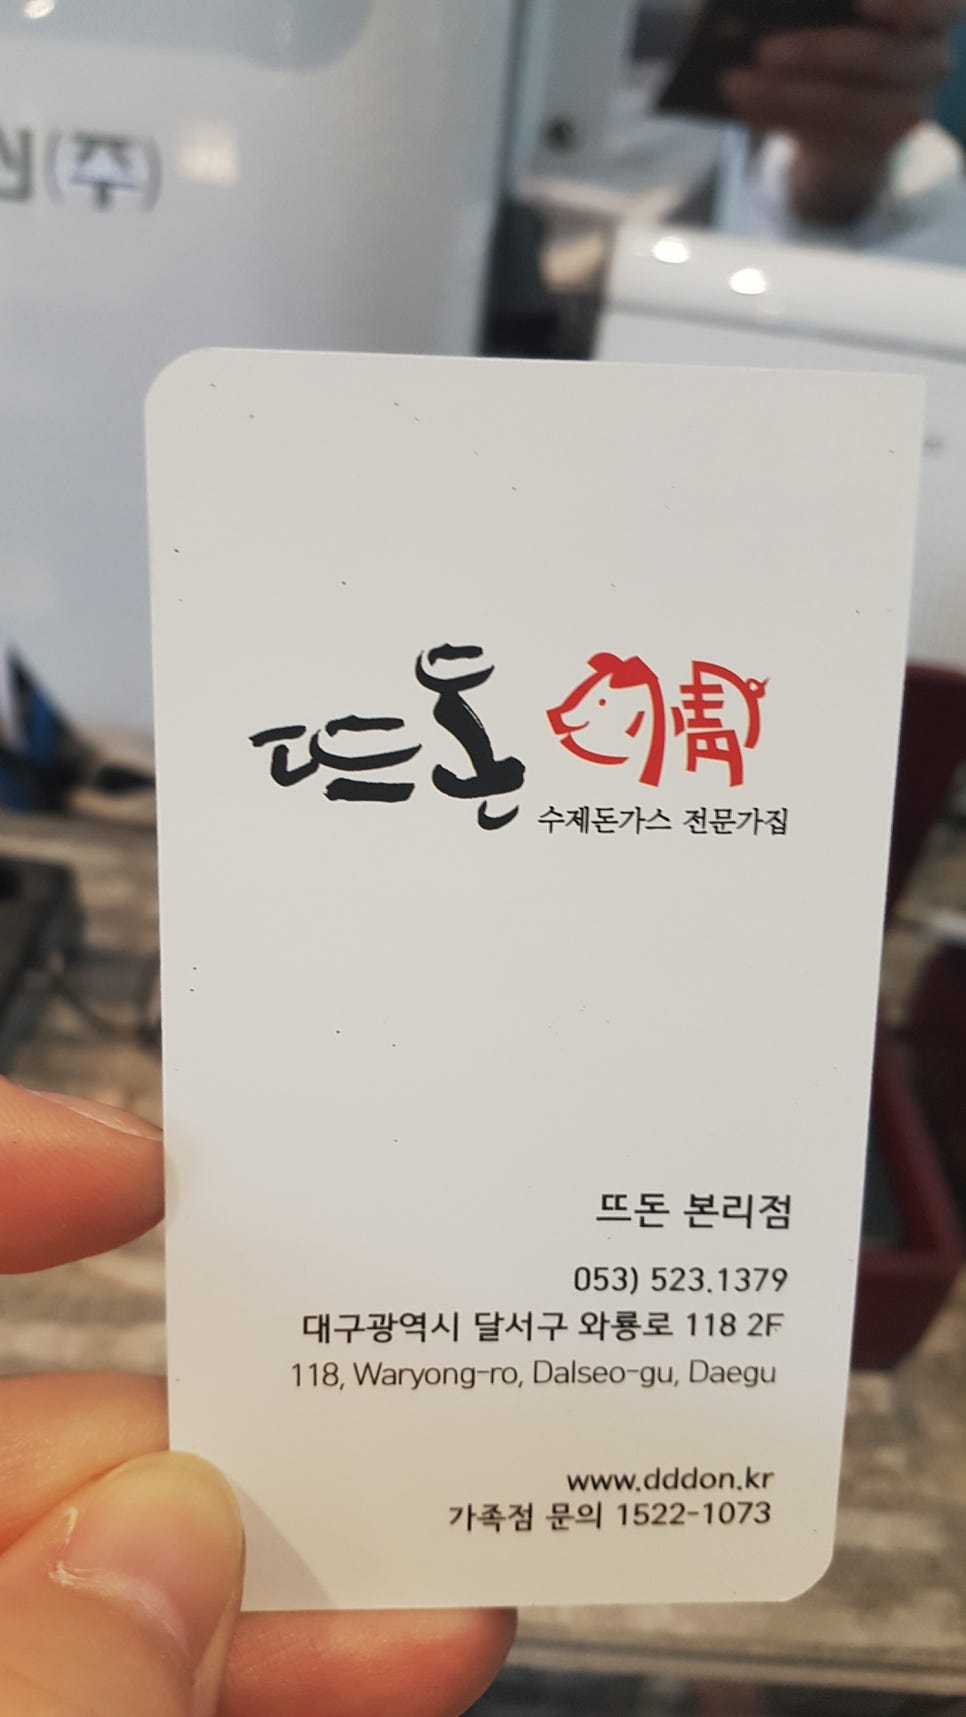 (주)
뜨돈 情
수제돈가스 전문가집
뜨돈 본리점
053) 523.1379
대구광역시 달서구 와룡로 118 2F
118, Waryong-ro, Dalseo-gu, Daegu
www.dddon.kr
가족점 문의 1522-1073